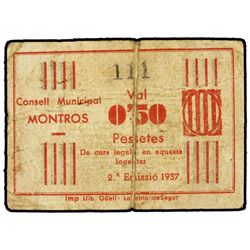 111
Consell Municipal
MONTROS
Val
0'50
Pessetes
De curs legal en aquesta
localitat
2.ª Emissió 1937.
Imp Llib. Güell - La Pobla de Segur